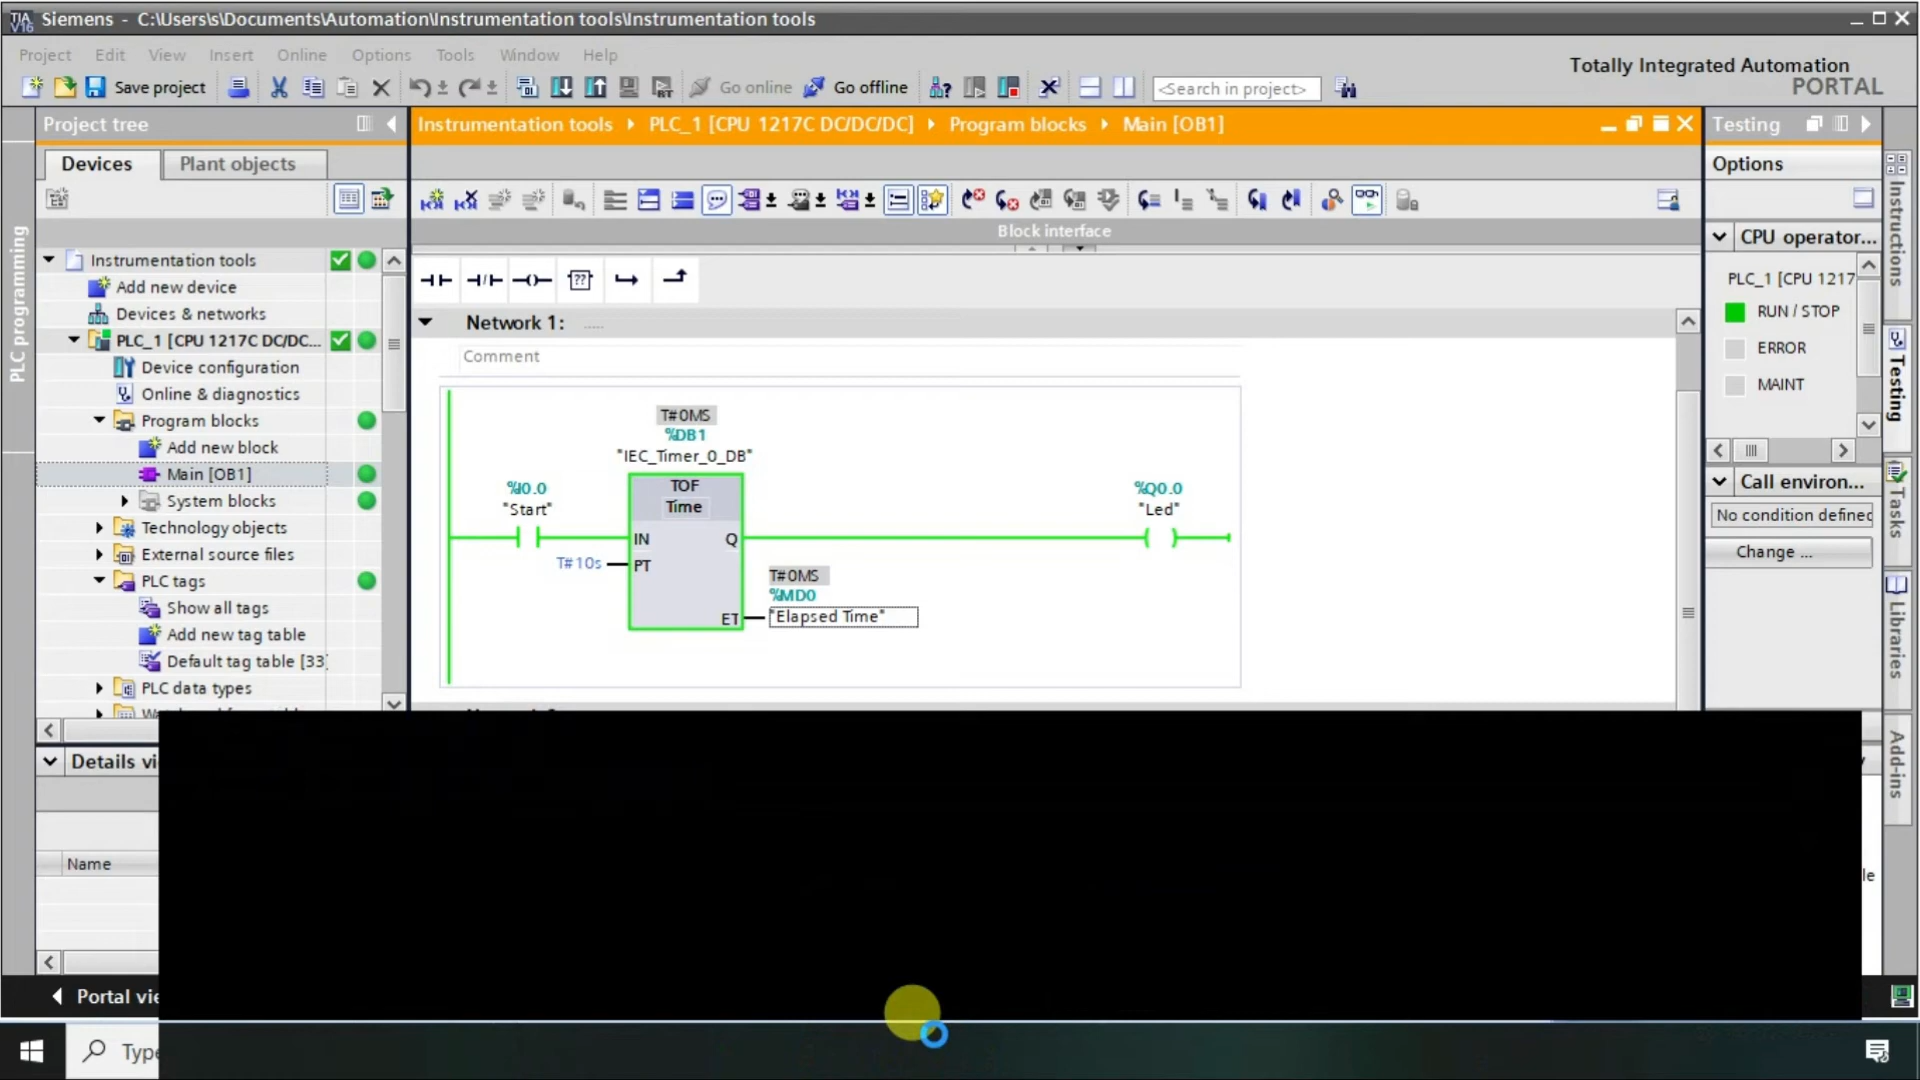 TIA V16 Siemens - C:\Users\s\Documents\Automation\Instrumentation tools\Instrumentation tools
Project Edit View Insert Online Options Tools Window Help
Totally Integrated Automation
PORTAL
Save project
Go online
Go offline
<Search in project>
Project tree
Instrumentation tools
PLC_1 [CPU 1217C DC/DC/DC]
Program blocks
Main [OB1]
Testing
Devices
Plant objects
Options
Block interface
PLC programming
Instrumentation tools
Add new device
Devices & networks
PLC_1 [CPU 1217C DC/DC...
Device configuration
Online & diagnostics
Program blocks
Add new block
Main [OB1]
System blocks
Technology objects
External source files
PLC tags
Show all tags
Add new tag table
Default tag table [33]
PLC data types
??
Network 1: .....
Comment
T#0MS
%DB1
"IEC_Timer_0_DB"
TOF
Time
%I0.0
"Start"
IN
Q
T#10s
PT
ET
T#0MS
%MD0
"Elapsed Time"
%Q0.0
"Led"
CPU operator...
PLC_1 [CPU 1217
RUN / STOP
ERROR
MAINT
Call environ...
No condition defined
Change ...
Instructions
Testing
Tasks
Libraries
Add-ins
Details vi
Name
le
Portal vie
Type